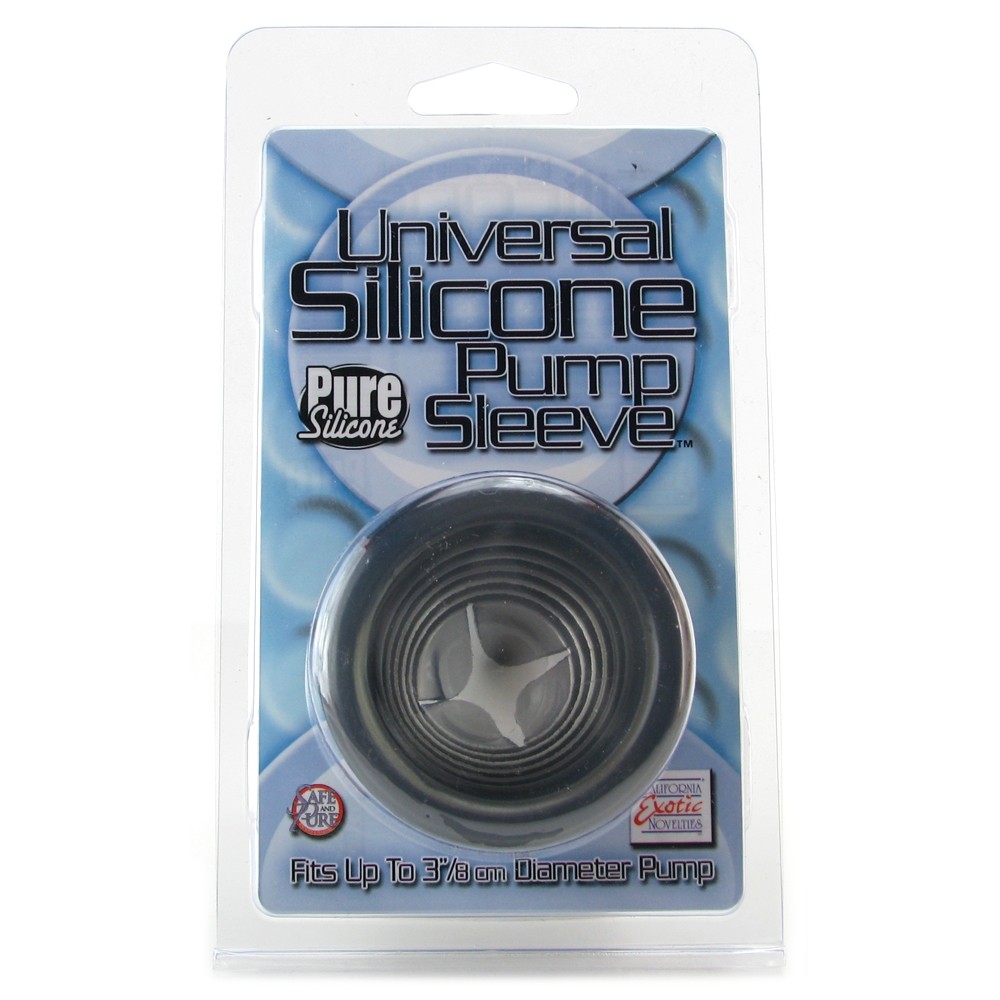 Universal
Silicone
Pump
Sleeve™
Pure
Silicone
SAFE
AND
PURE
CALIFORNIA
Exotic
NOVELTIES
Fits Up To 3"/8 cm Diameter Pump